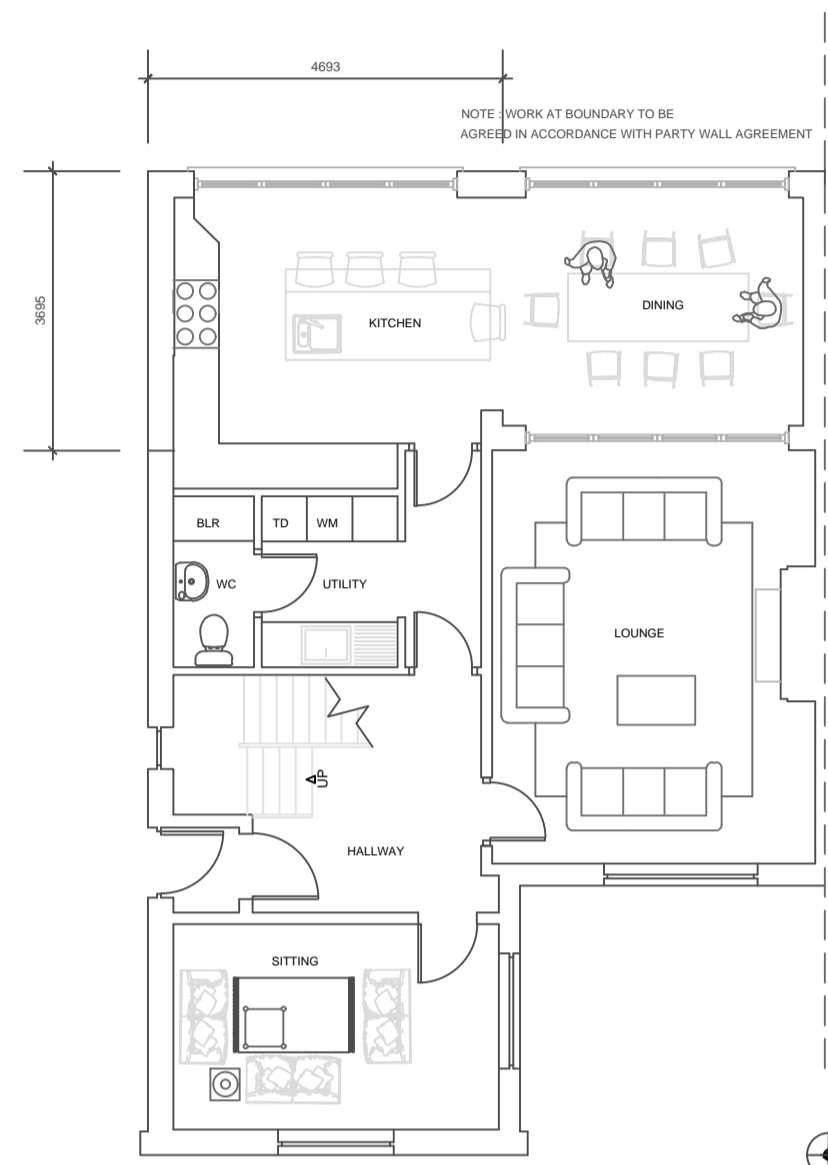 4693
NOTE : WORK AT BOUNDARY TO BE
AGREED IN ACCORDANCE WITH PARTY WALL AGREEMENT
3695
KITCHEN
DINING
BLR
TD
WM
WC
UTILITY
LOUNGE
UP
HALLWAY
SITTING